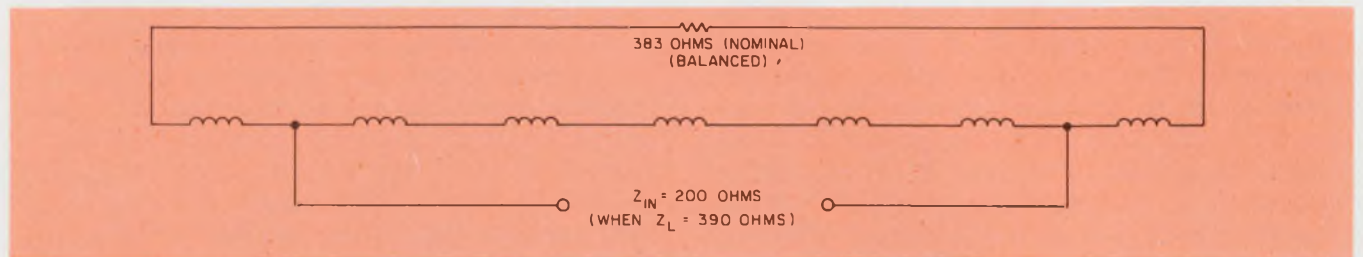 383 OHMS (NOMINAL)
(BALANCED)
Z_IN = 200 OHMS
(WHEN Z_L = 390 OHMS)